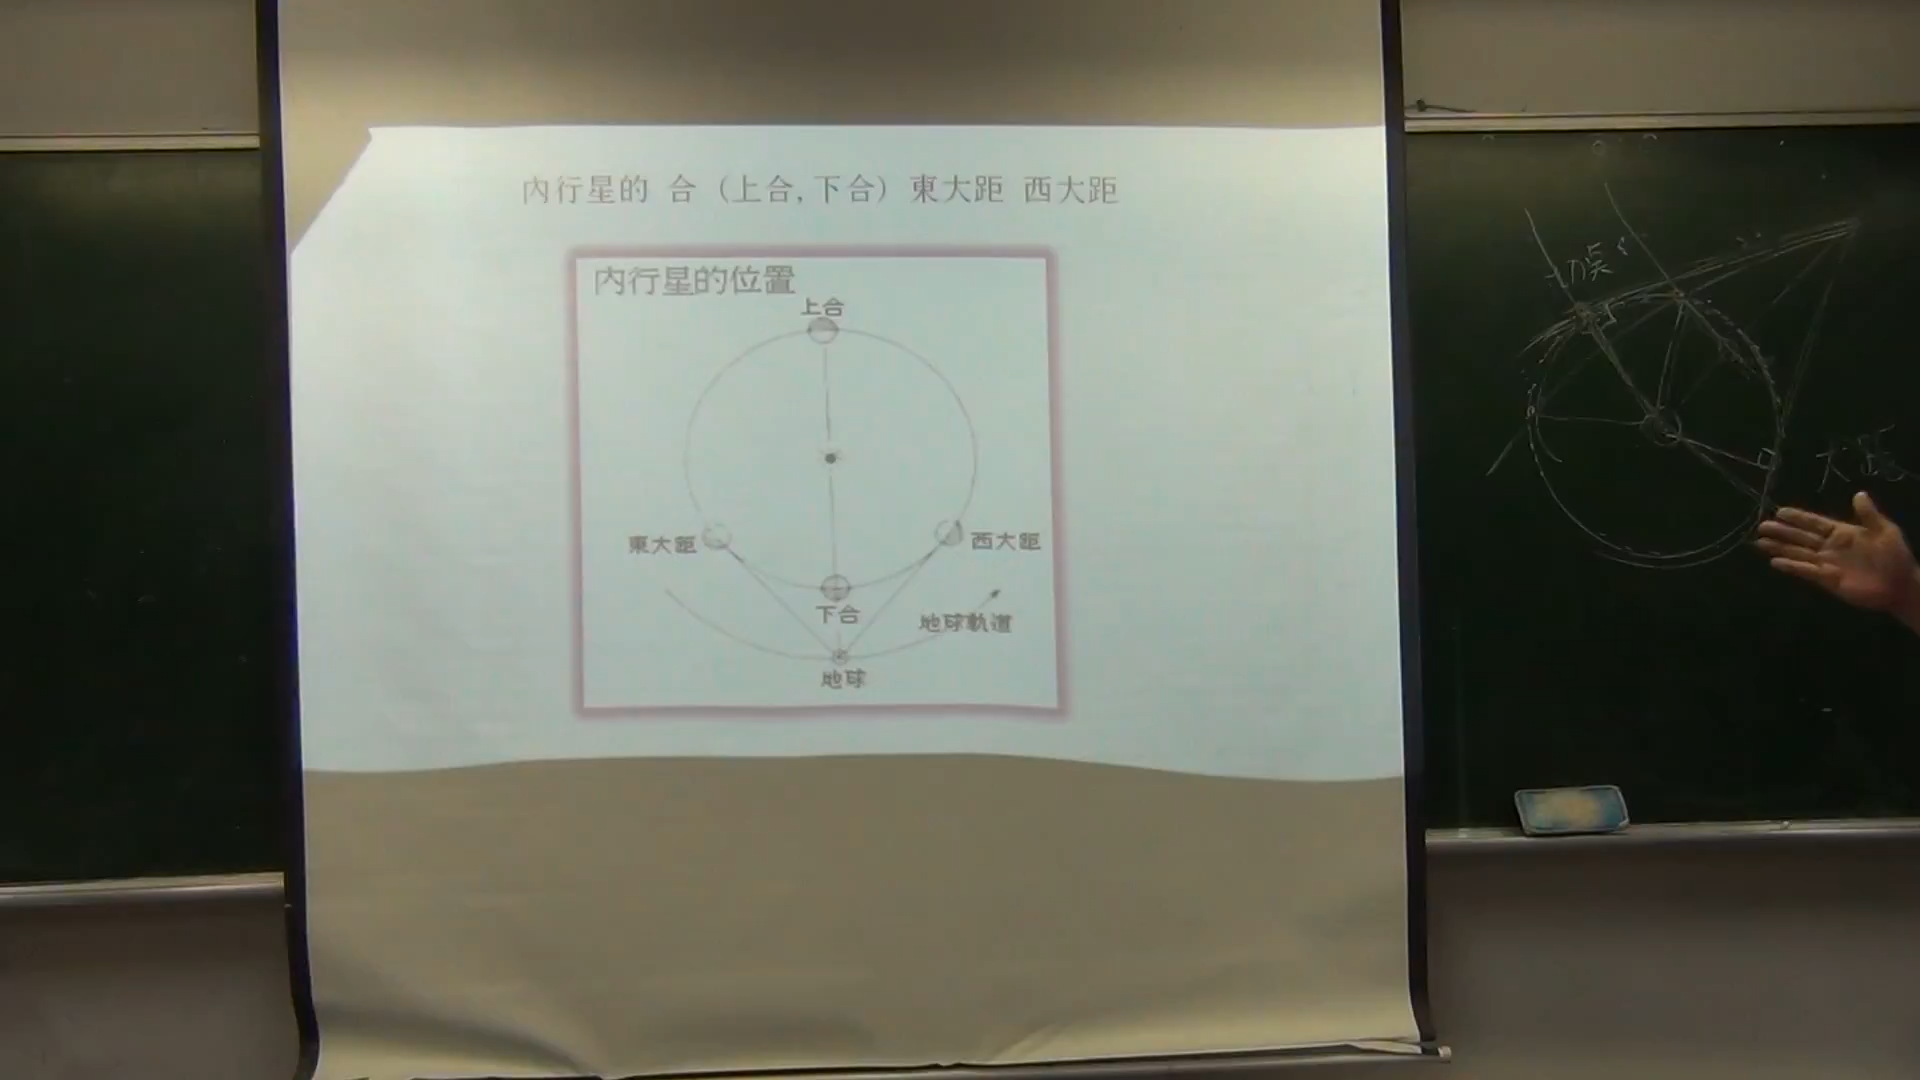 內行星的 合 (上合,下合) 東大距 西大距
內行星的位置
上合
東大距
西大距
下合
地球軌道
地球
切點
大距